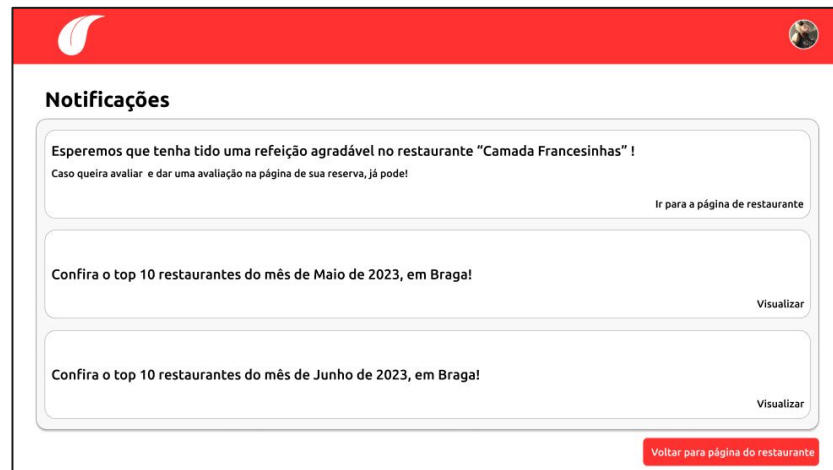 Notificações
Esperemos que tenha tido uma refeição agradável no restaurante “Camada Francesinhas” !
Caso queira avaliar e dar uma avaliação na página de sua reserva, já pode!
Ir para a página de restaurante
Confira o top 10 restaurantes do mês de Maio de 2023, em Braga!
Visualizar
Confira o top 10 restaurantes do mês de Junho de 2023, em Braga!
Visualizar
Voltar para página do restaurante